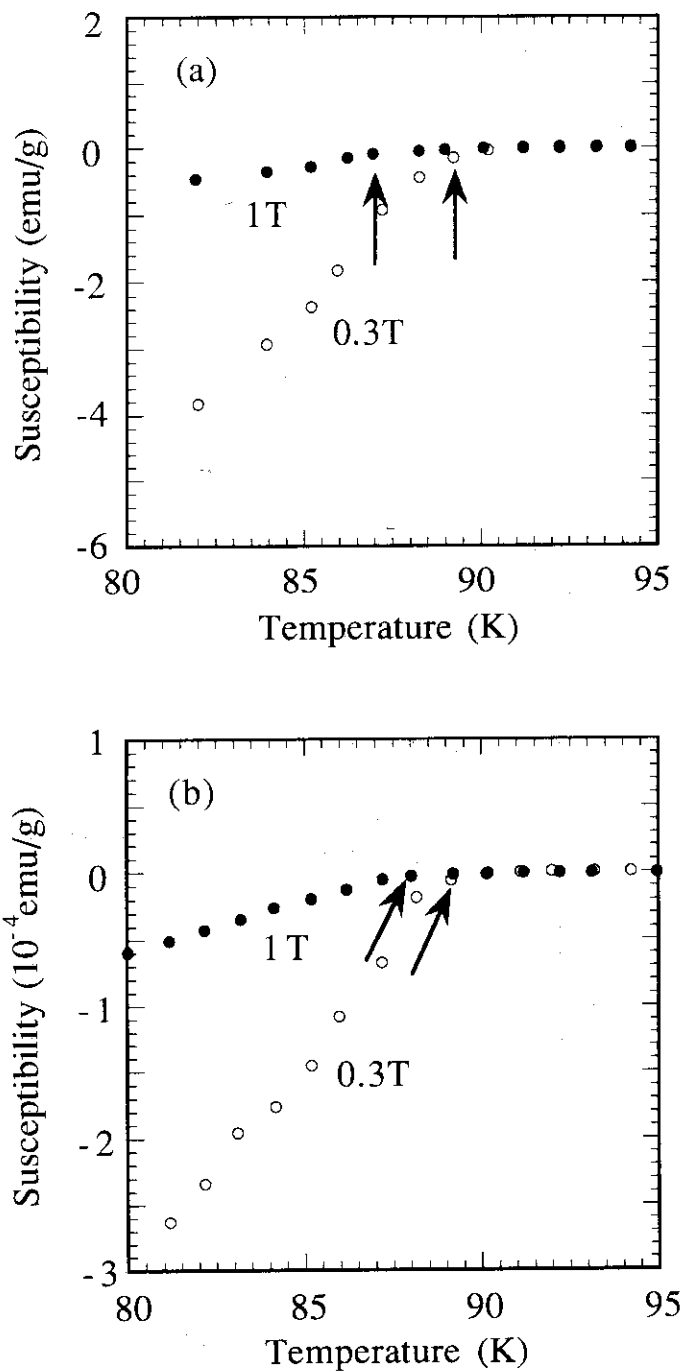 2
(a)
0
1T
-2
0.3T
-4
-6
80
85
90
95
Susceptibility (emu/g)
Temperature (K)
1
(b)
0
1T
-1
0.3T
-2
-3
80
85
90
95
Susceptibility (10⁻⁴emu/g)
Temperature (K)